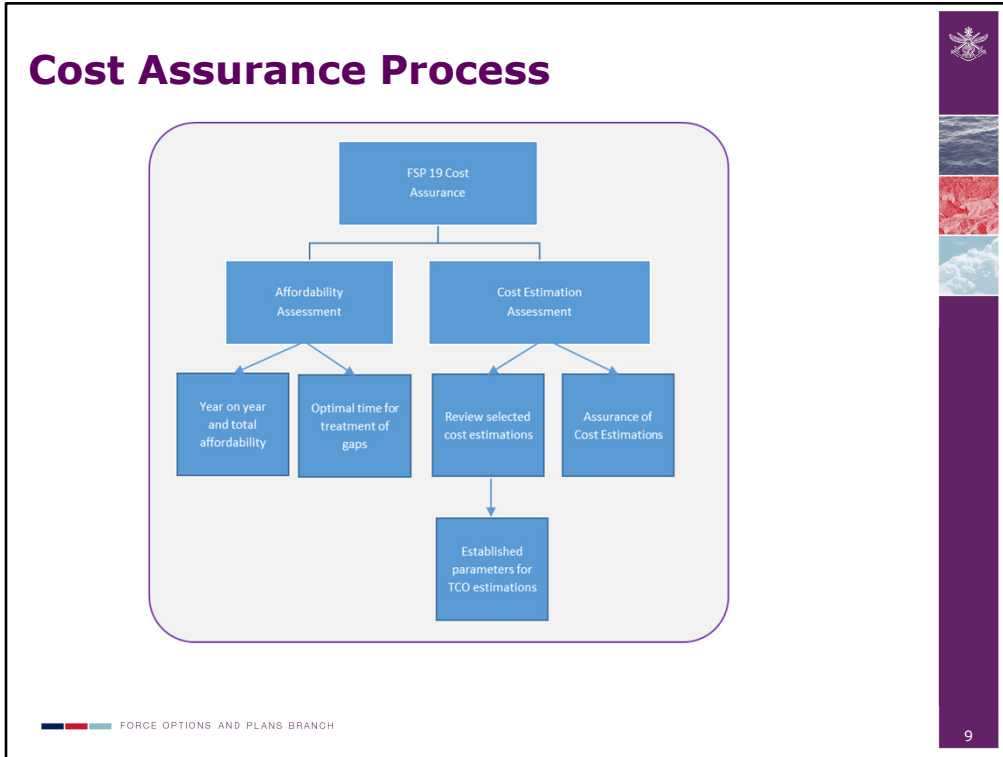 Cost Assurance Process
FSP 19 Cost
Assurance
Affordability
Assessment
Cost Estimation
Assessment
Year on year
and total
affordability
Optimal time for
treatment of
gaps
Review selected
cost estimations
Assurance of
Cost Estimations
Established
parameters for
TCO estimations
FORCE OPTIONS AND PLANS BRANCH
9